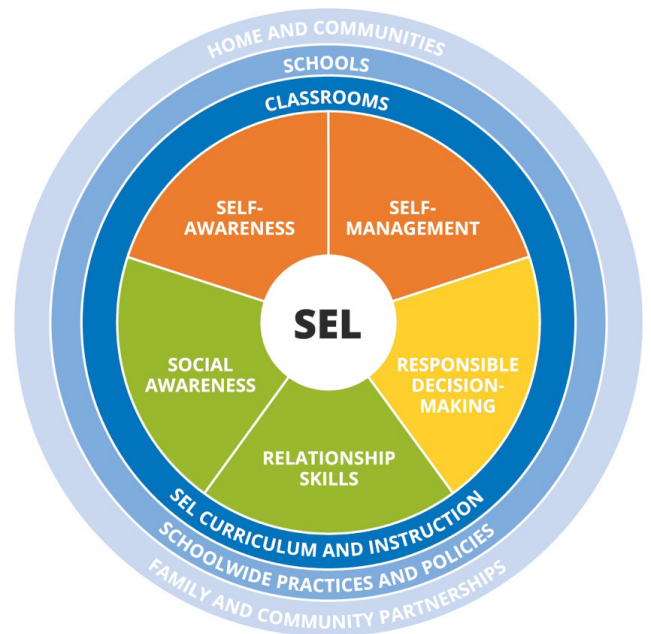 HOME AND COMMUNITIES
SCHOOLS
CLASSROOMS
SELF-
AWARENESS
SELF-
MANAGEMENT
SEL
SOCIAL
AWARENESS
RESPONSIBLE
DECISION-
MAKING
RELATIONSHIP
SKILLS
SEL CURRICULUM AND INSTRUCTION
SCHOOLWIDE PRACTICES AND POLICIES
FAMILY AND COMMUNITY PARTNERSHIPS